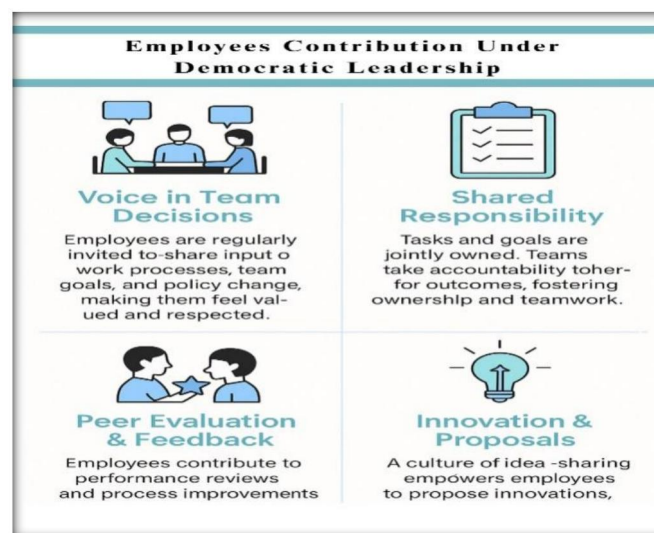 Employees Contribution Under
Democratic Leadership
Voice in Team
Decisions
Employees are regularly
invited to-share input o
work processes, team
goals, and policy change,
making them feel val-
ued and respected.
Shared
Responsibility
Tasks and goals are
jointly owned. Teams
take accountability toher-
for outcomes, fostering
ownership and teamwork.
Peer Evaluation
& Feedback
Employees contribute to
performance reviews
and process improvements
Innovation &
Proposals
A culture of idea -sharing
empowers employees
to propose innovations,